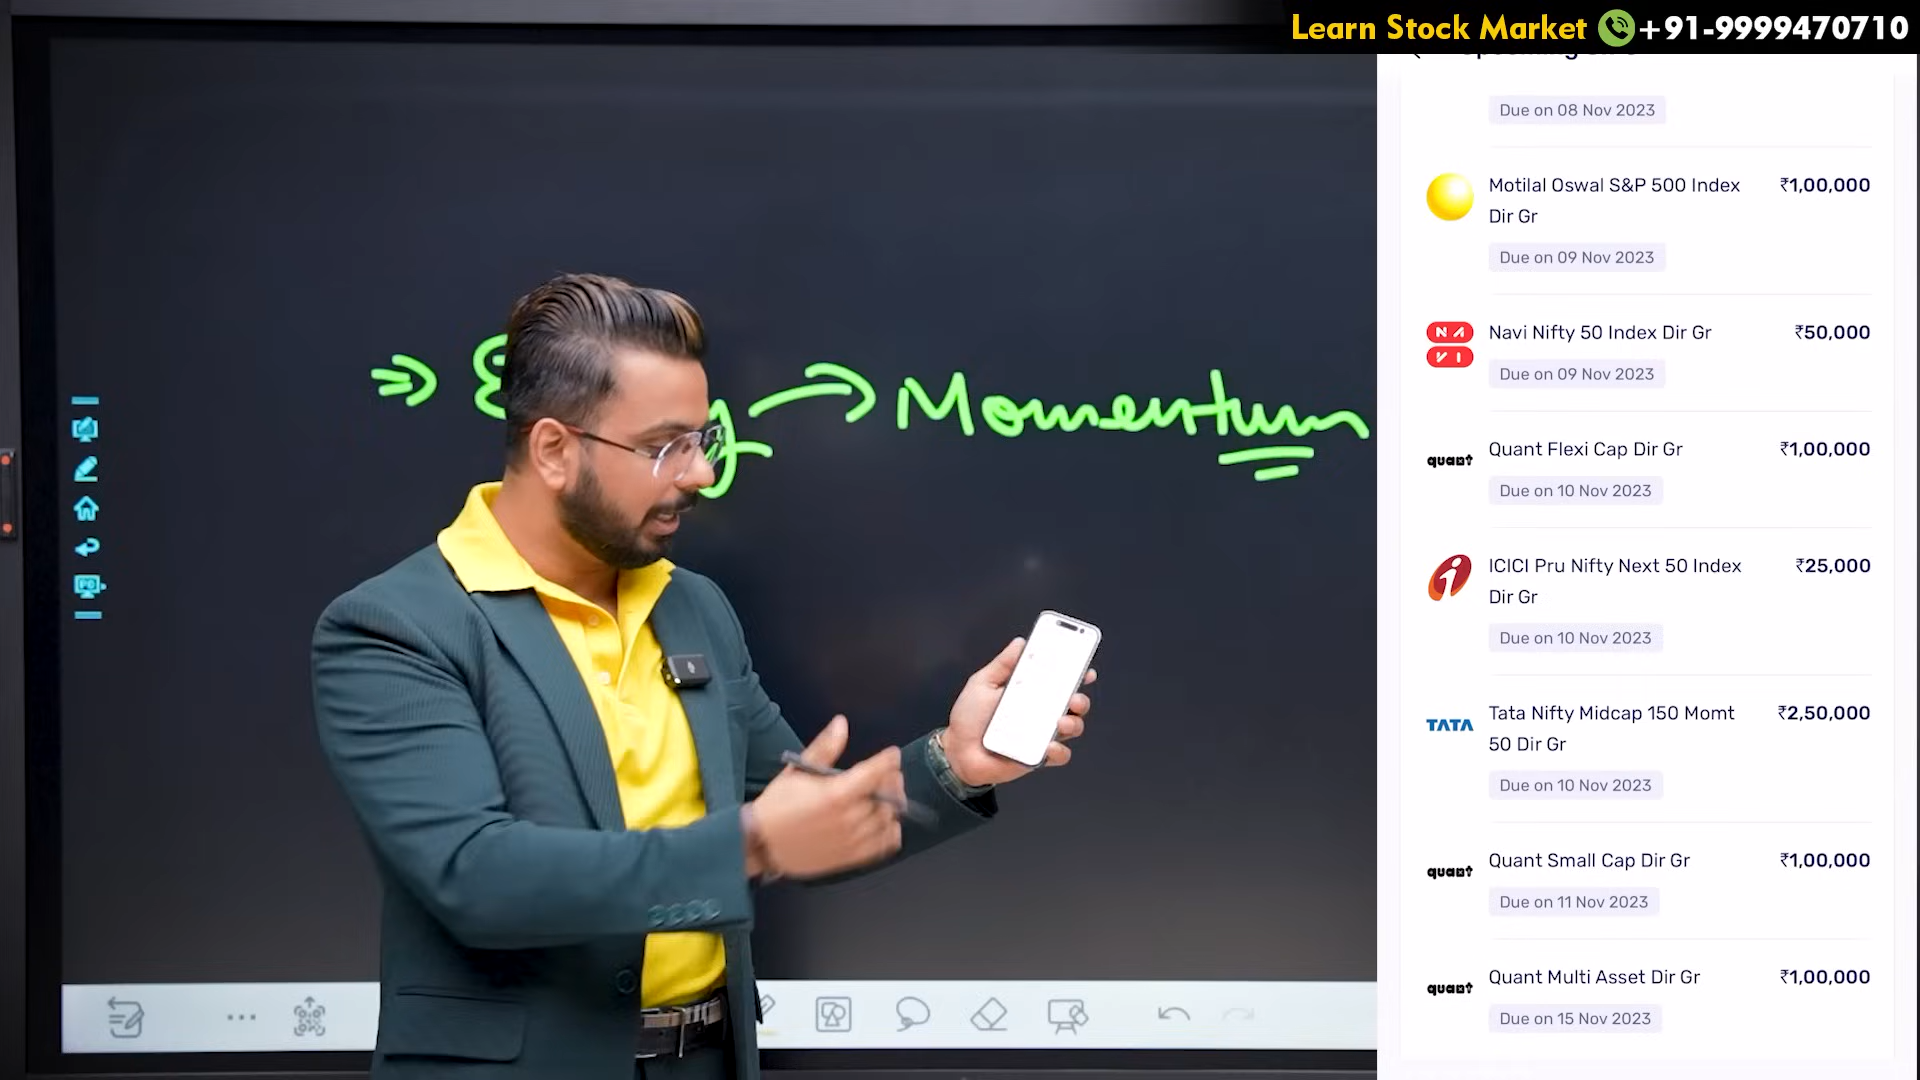 Learn Stock Market +91-9999470710
Due on 08 Nov 2023
Motilal Oswal S&P 500 Index
Dir Gr
₹1,00,000
Due on 09 Nov 2023
NAVI
Navi Nifty 50 Index Dir Gr
₹50,000
Due on 09 Nov 2023
quant
Quant Flexi Cap Dir Gr
₹1,00,000
Due on 10 Nov 2023
ICICI Pru Nifty Next 50 Index
Dir Gr
₹25,000
Due on 10 Nov 2023
TATA
Tata Nifty Midcap 150 Momt
50 Dir Gr
₹2,50,000
Due on 10 Nov 2023
quant
Quant Small Cap Dir Gr
₹1,00,000
Due on 11 Nov 2023
quant
Quant Multi Asset Dir Gr
₹1,00,000
Due on 15 Nov 2023
Momentum
PC